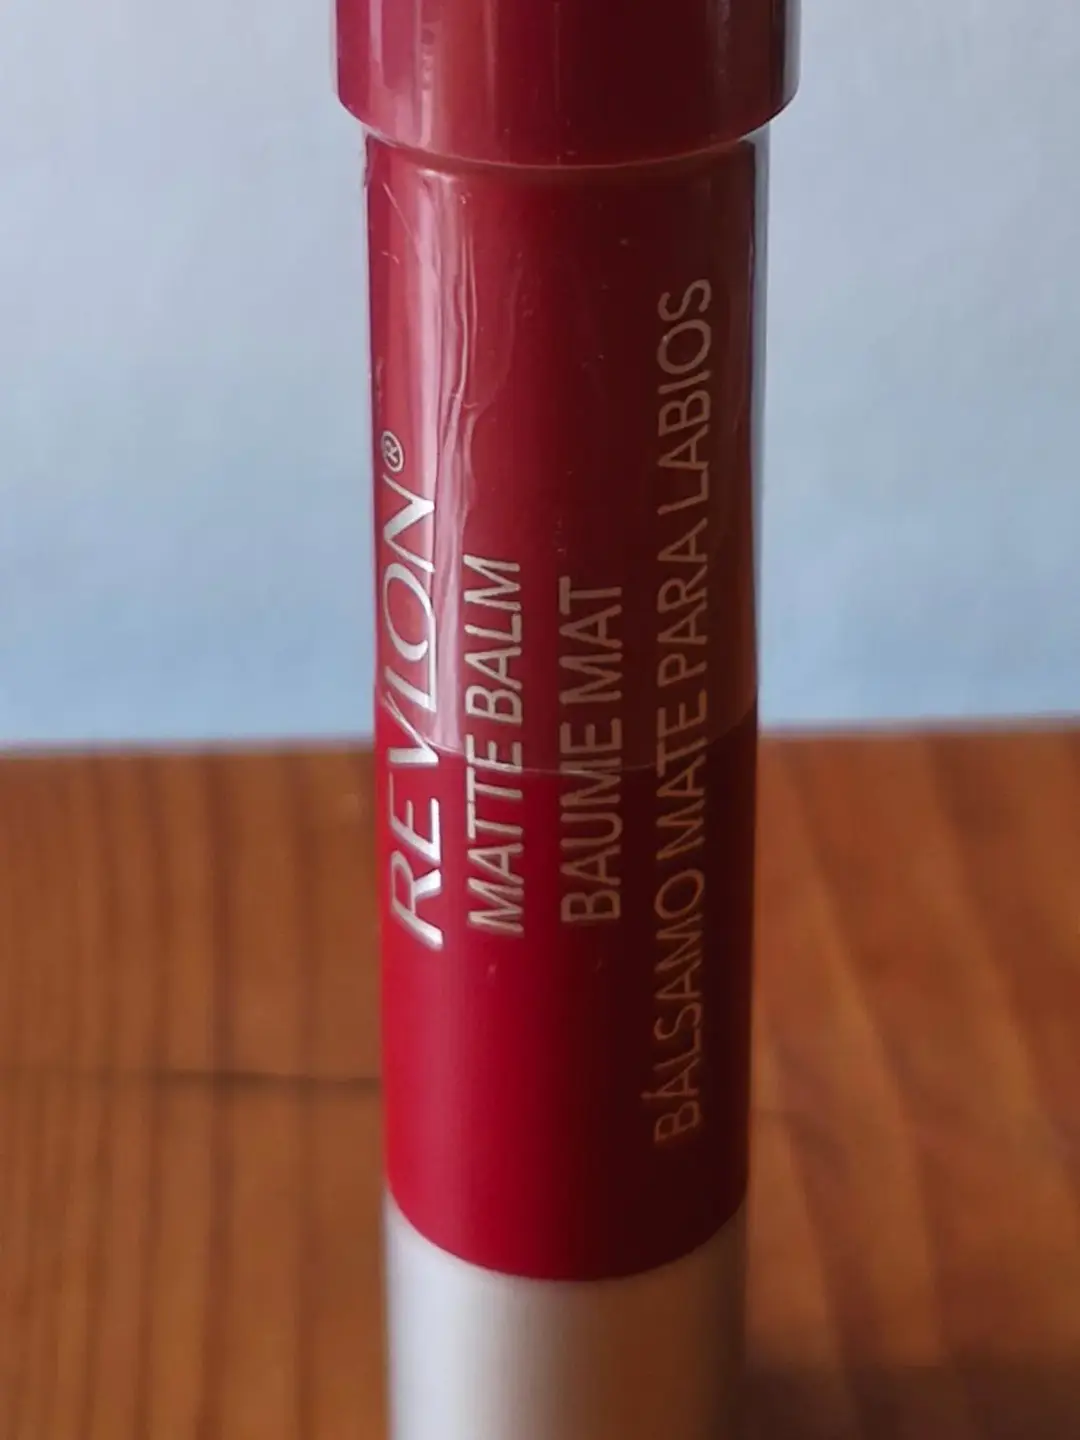 REVLON®
MATTE BALM
BAUME MAT
BÁLSAMO MATE PARA LABIOS